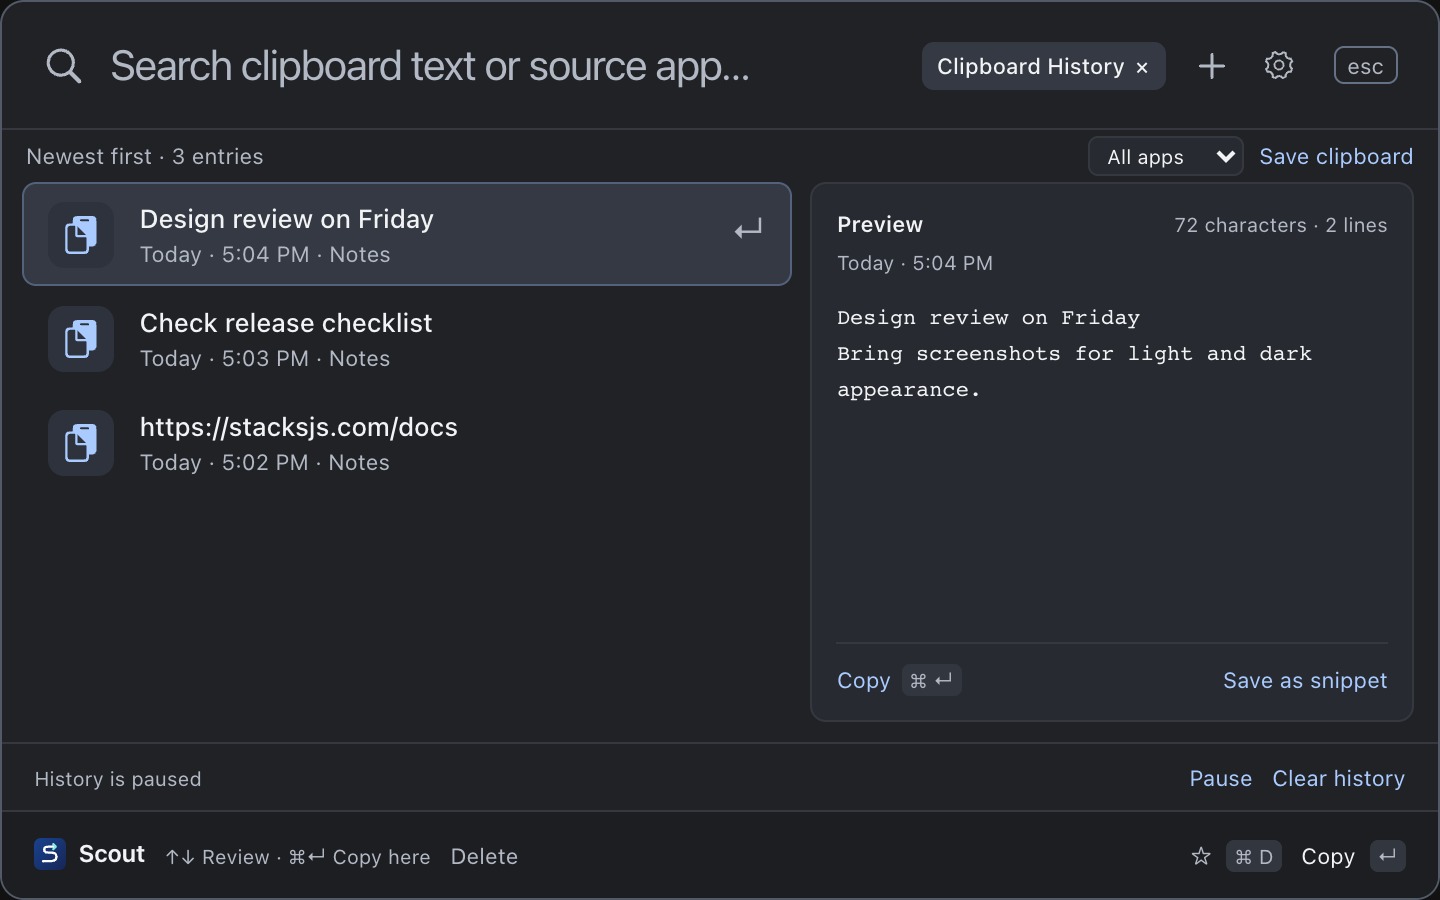 Search clipboard text or source app...
Clipboard History ×
esc
Newest first · 3 entries
All apps
Save clipboard
Design review on Friday
Today · 5:04 PM · Notes
Check release checklist
Today · 5:03 PM · Notes
https://stacksjs.com/docs
Today · 5:02 PM · Notes
Preview
72 characters · 2 lines
Today · 5:04 PM
Design review on Friday
Bring screenshots for light and dark
appearance.
Copy ⌘ ↵
Save as snippet
History is paused
Pause
Clear history
Scout
↑↓ Review · ⌘↵ Copy here
Delete
☆ ⌘ D
Copy ↵